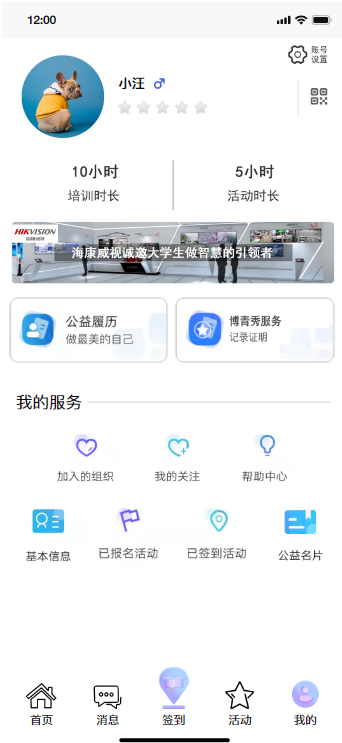 12:00
账号
设置
小汪
10小时
5小时
培训时长
活动时长
HIKVISION
海康威视
海康威视诚邀大学生做智慧的引领者
公益履历
做最美的自己
博青秀服务
记录证明
我的服务
加入的组织
我的关注
帮助中心
基本信息
已报名活动
已签到活动
公益名片
首页
消息
签到
活动
我的